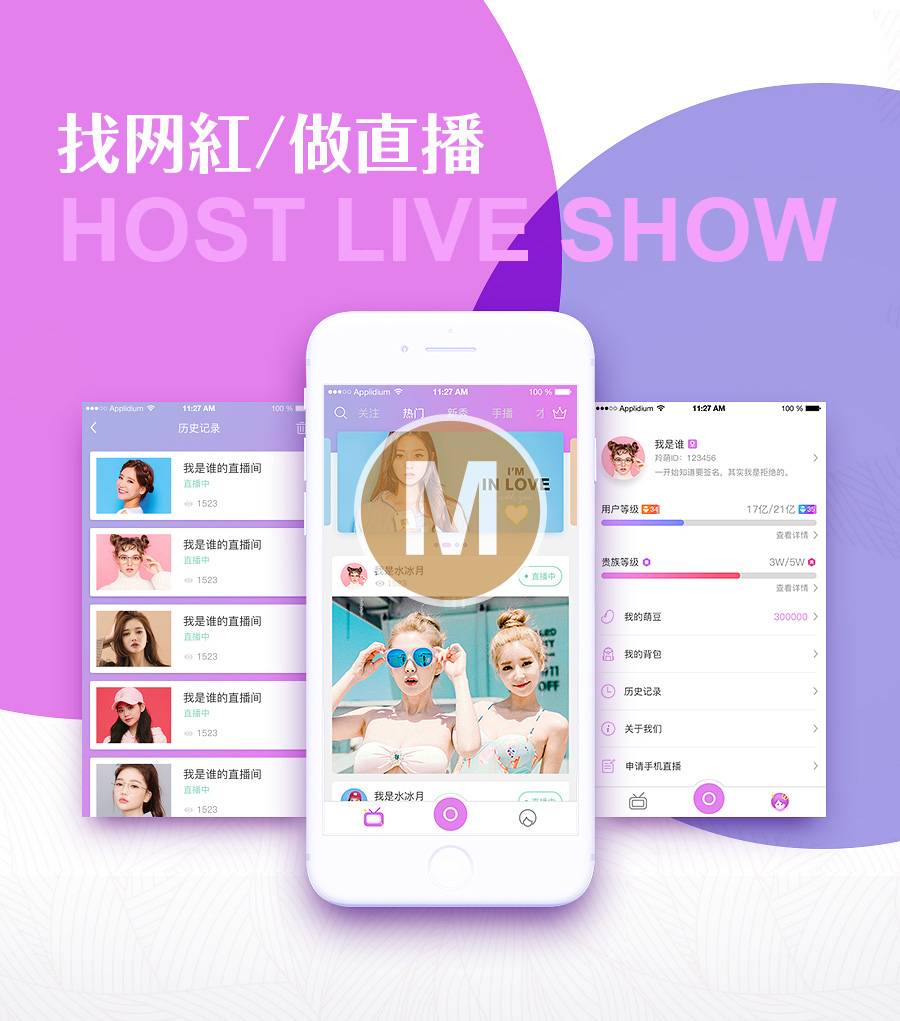 找网紅/做直播
HOST LIVE SHOW
Applidium 11:27 AM 100 %
历史记录
我是谁的直播间
直播中
1523
我是谁的直播间
直播中
1523
我是谁的直播间
直播中
1523
我是谁的直播间
直播中
1523
我是谁的直播间
直播中
1523
Applidium 11:27 AM 100 %
关注 热门 新秀 手播
I'M
IN LOVE
M
我是水冰月
直播中
我是水冰月
直播中
Applidium 11:27 AM 100 %
我是谁
羚萌ID: 123456
一开始知道要签名。其实我是拒绝的。
用户等级 34 17亿/21亿 35
查看详情
贵族等级 3W/5W
查看详情
我的萌豆 300000
我的背包
历史记录
关于我们
申请手机直播